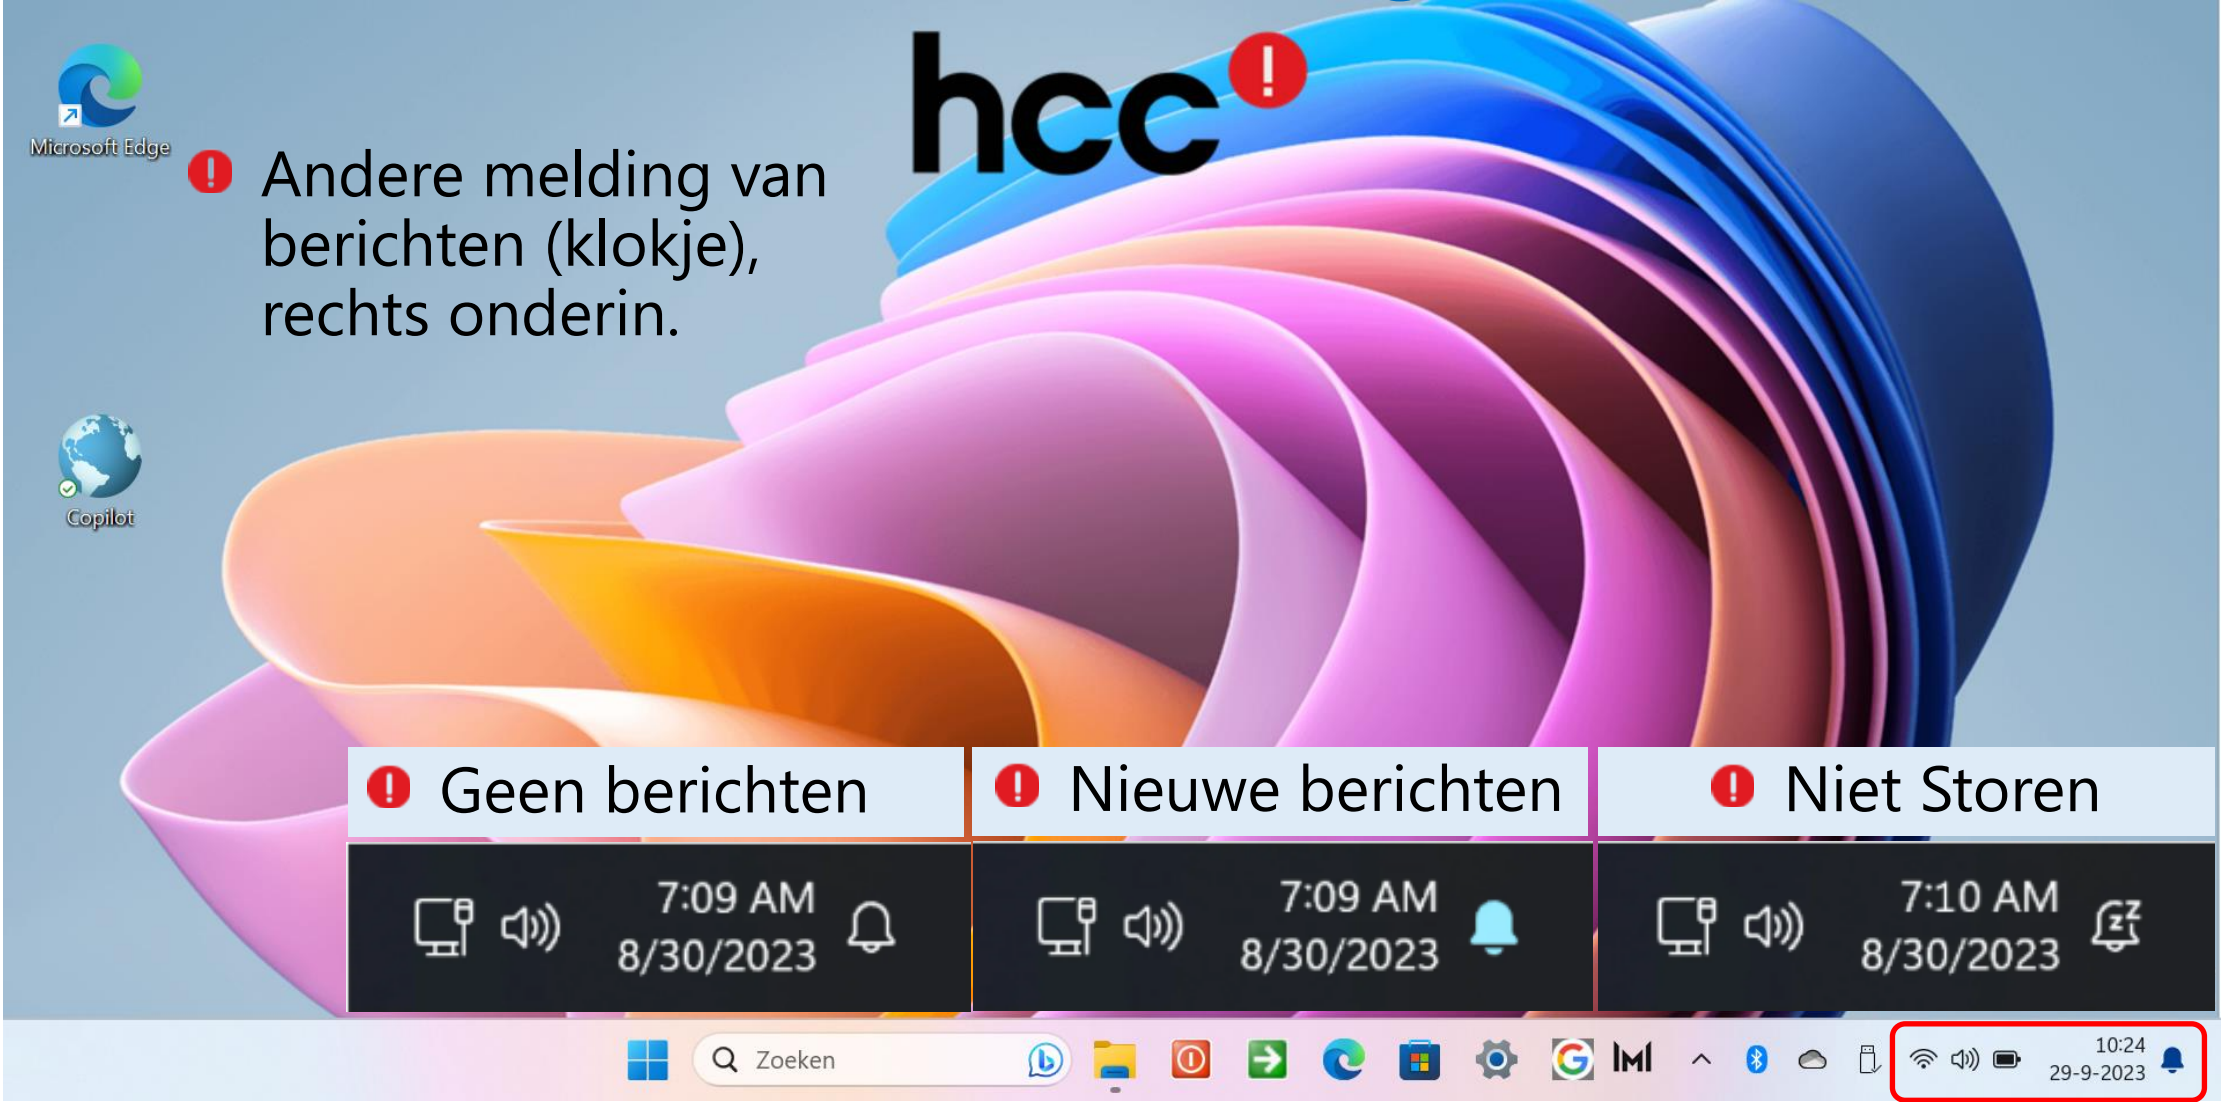 hcc!
Microsoft Edge
Andere melding van
berichten (klokje),
rechts onderin.
Copilot
Geen berichten
Nieuwe berichten
Niet Storen
7:09 AM
8/30/2023
7:09 AM
8/30/2023
7:10 AM
8/30/2023
Zoeken
10:24
29-9-2023